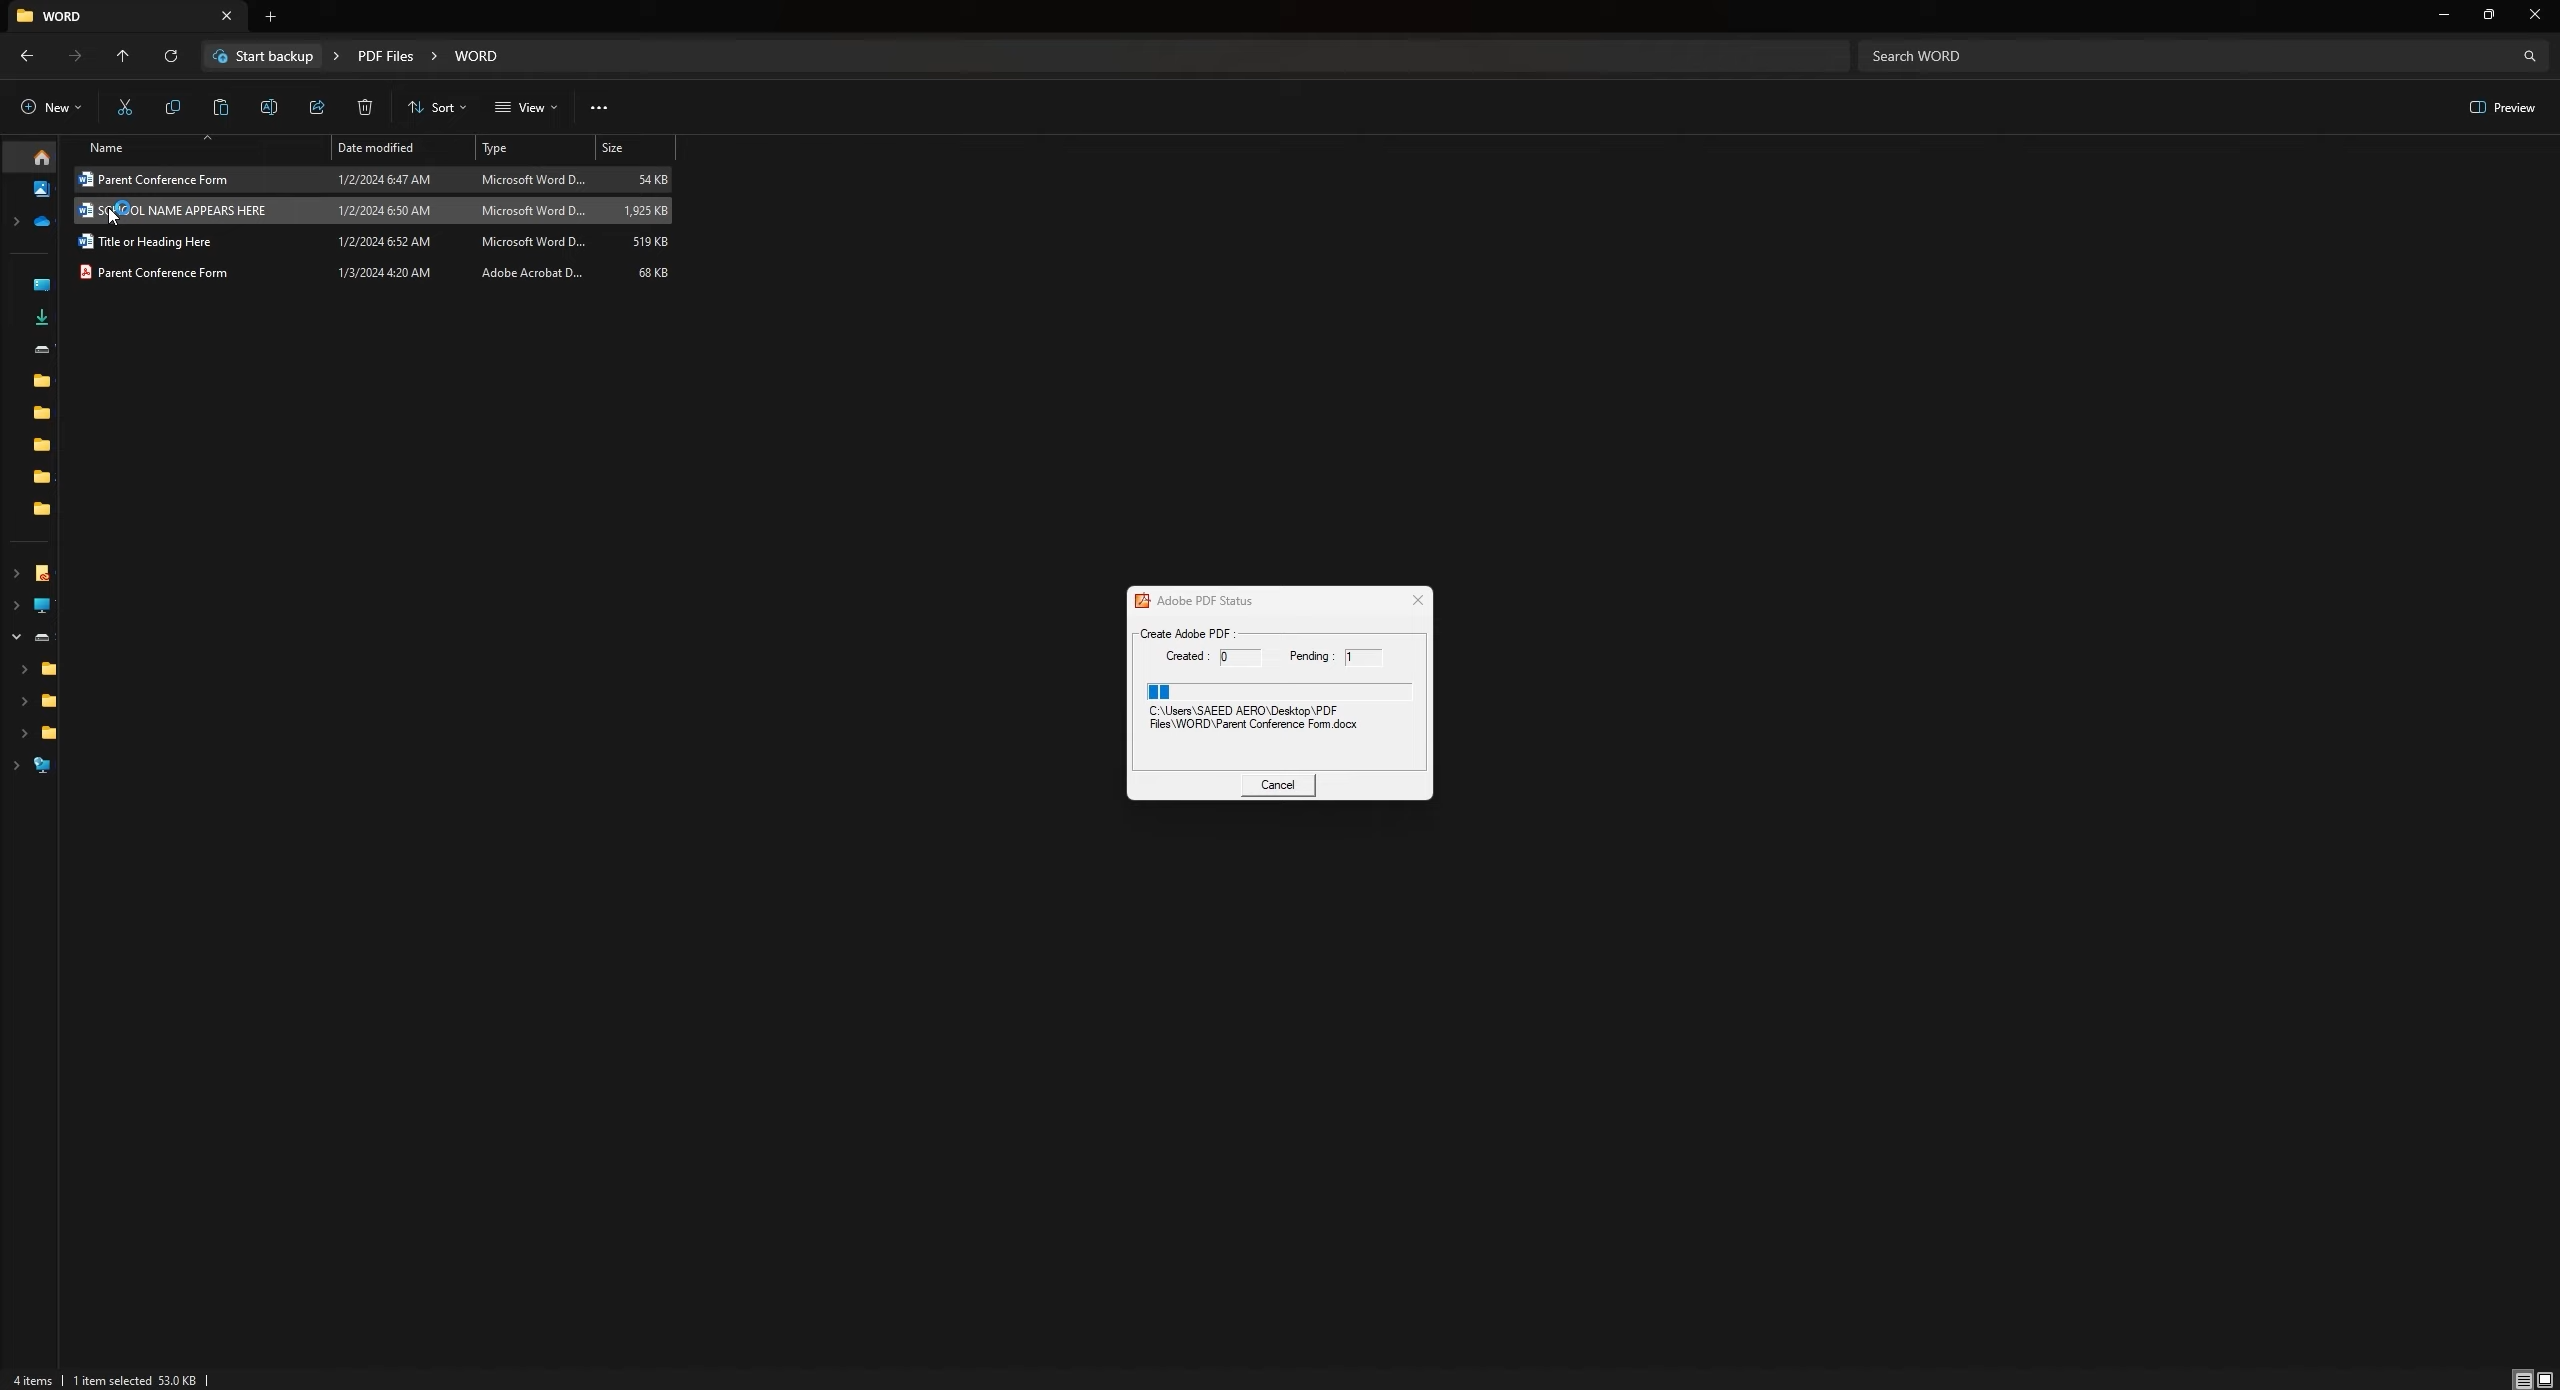 WORD
Start backup > PDF Files > WORD
Search WORD
New
Sort
View
Preview
Name Date modified Type Size
Parent Conference Form 1/2/2024 6:47 AM Microsoft Word D... 54 KB
SCHOOL NAME APPEARS HERE 1/2/2024 6:50 AM Microsoft Word D... 1,925 KB
Title or Heading Here 1/2/2024 6:52 AM Microsoft Word D... 519 KB
Parent Conference Form 1/3/2024 4:20 AM Adobe Acrobat D... 68 KB
Adobe PDF Status
Create Adobe PDF :
Created : 0 Pending : 1
C:\Users\SAEED AERO\Desktop\PDF
Files\WORD\Parent Conference Form.docx
Cancel
4 items 1 item selected 53.0 KB